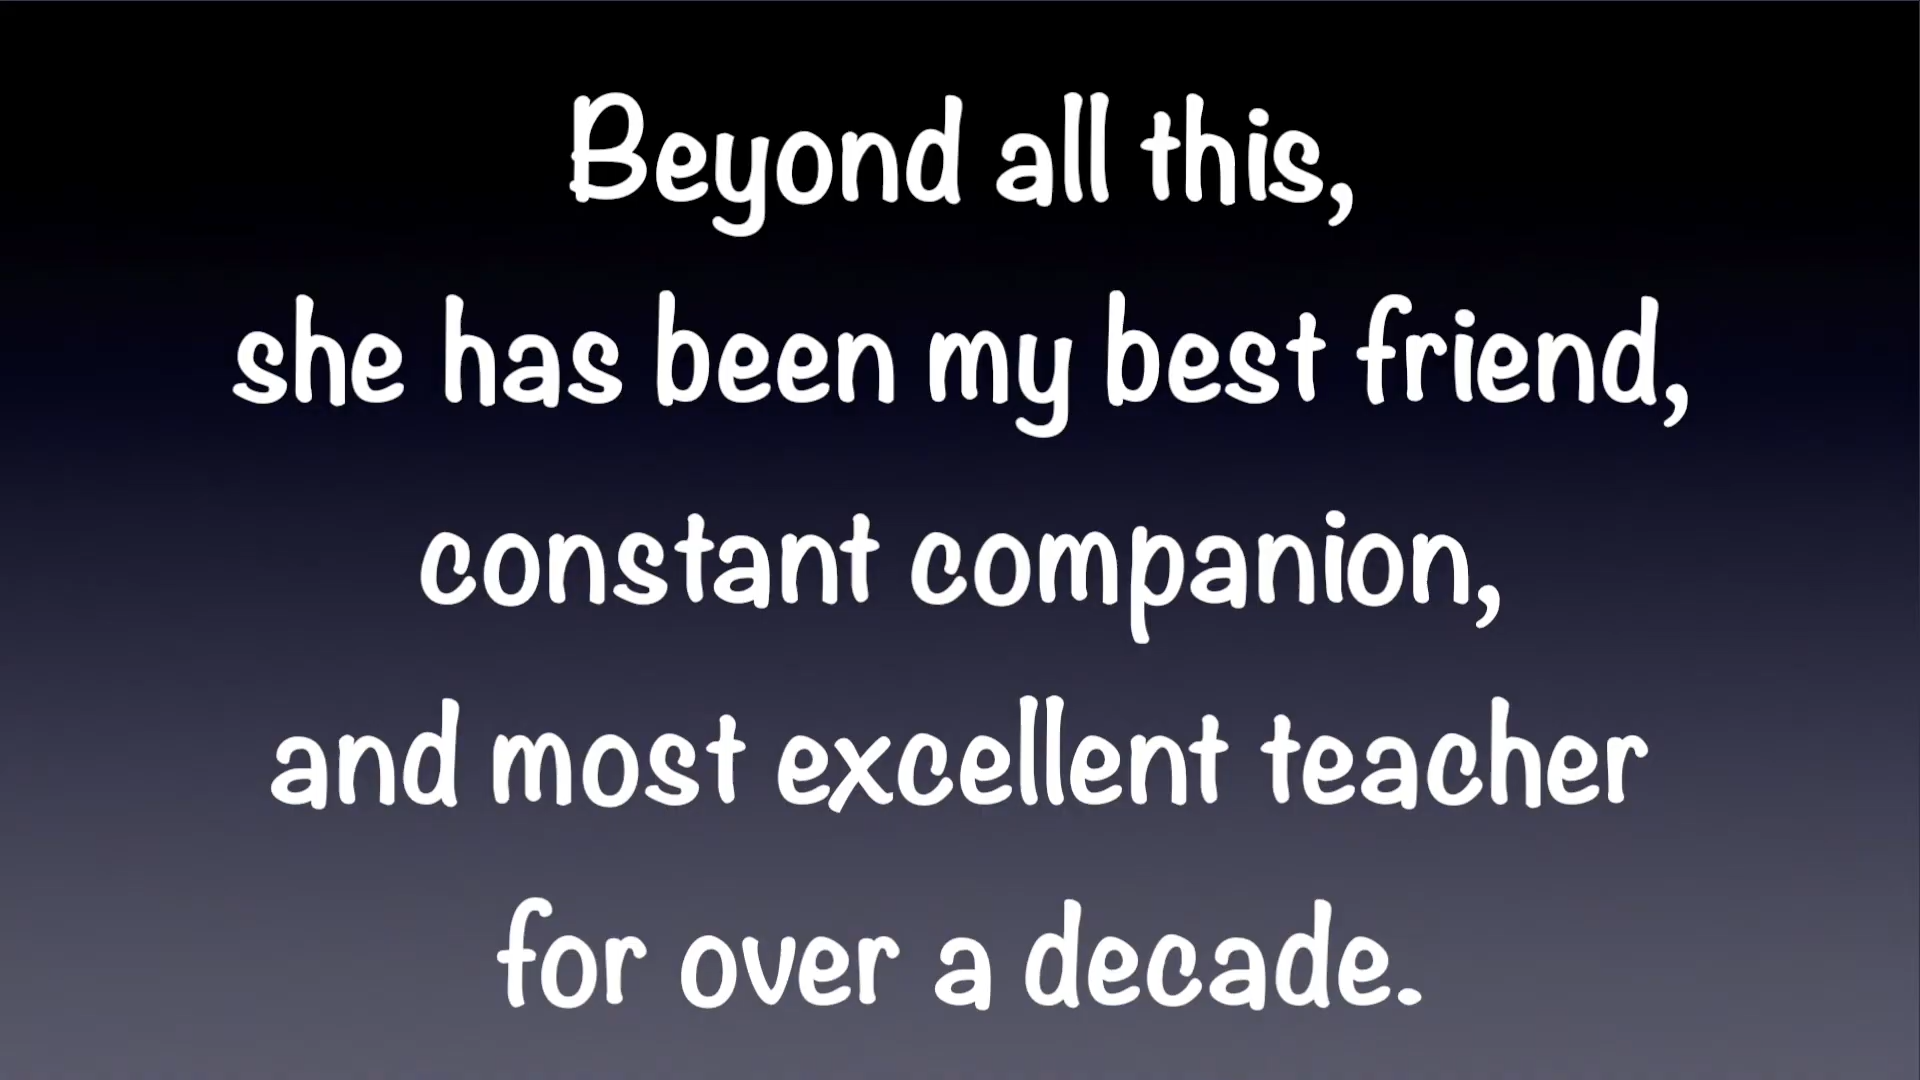 Beyond all this,
she has been my best friend,
constant companion,
and most excellent teacher
for over a decade.